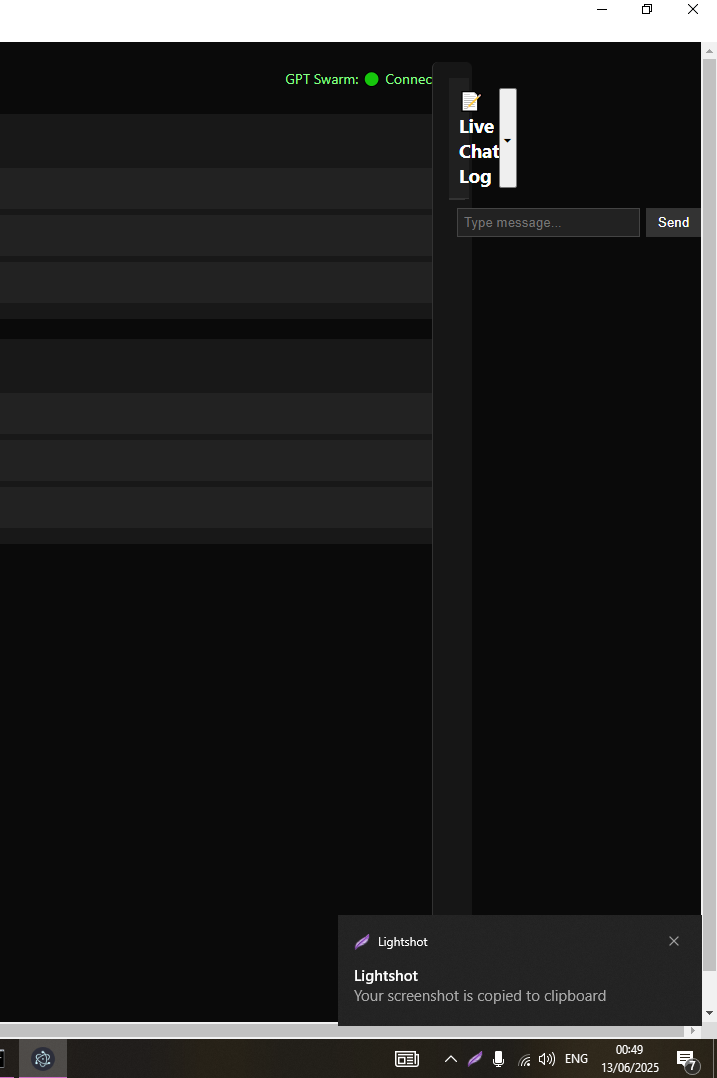 GPT Swarm: Connec
Live
Chat
Log
Type message...
Send
Lightshot
Lightshot
Your screenshot is copied to clipboard
ENG
00:49
13/06/2025
7